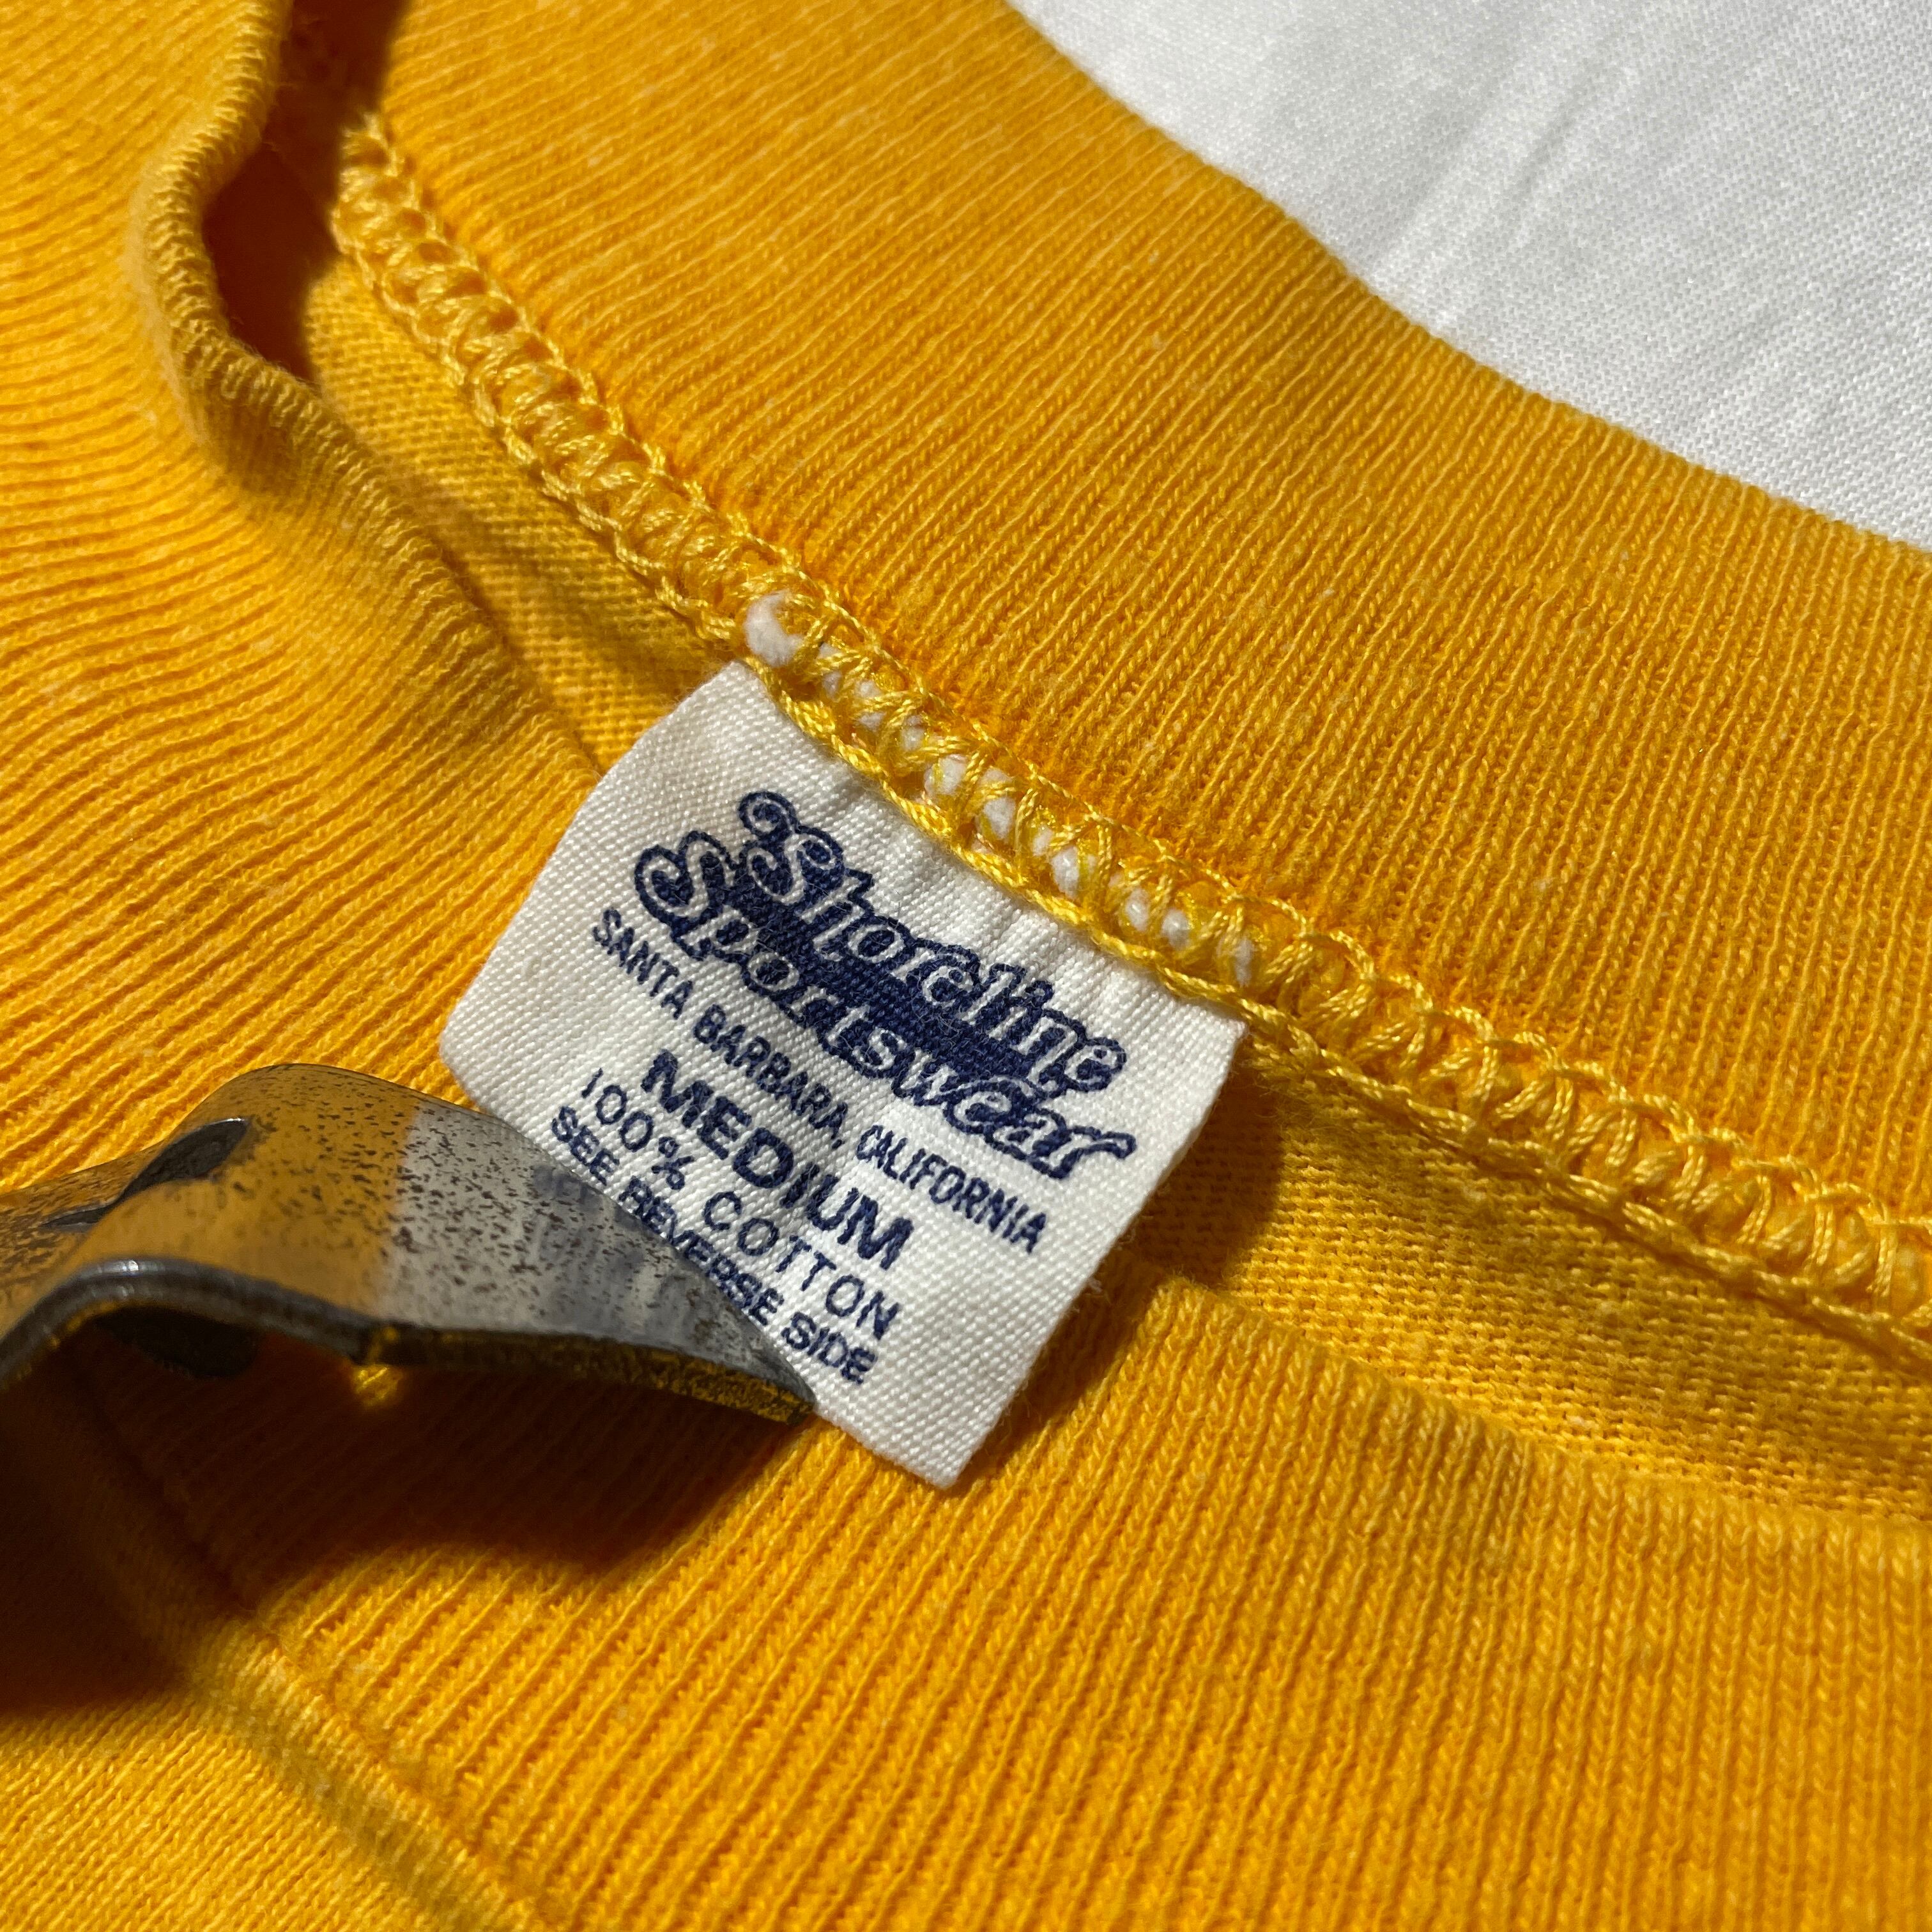 Shoreline
Sportswear
SANTA BARBARA, CALIFORNIA
MEDIUM
100% COTTON
SEE REVERSE SIDE